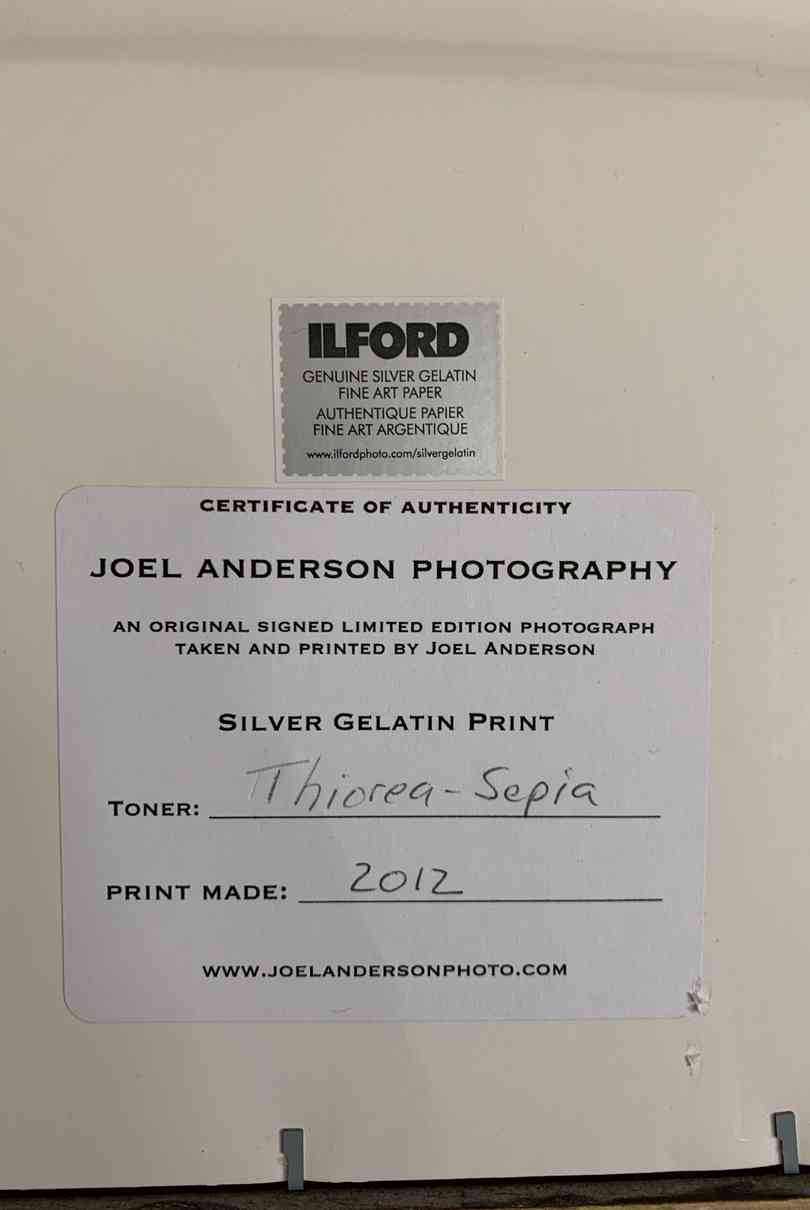 ILFORD
GENUINE SILVER GELATIN
FINE ART PAPER
AUTHENTIQUE PAPIER
FINE ART ARGENTIQUE
www.ilfordphoto.com/silvergelatin
CERTIFICATE OF AUTHENTICITY
JOEL ANDERSON PHOTOGRAPHY
AN ORIGINAL SIGNED LIMITED EDITION PHOTOGRAPH
TAKEN AND PRINTED BY JOEL ANDERSON
SILVER GELATIN PRINT
TONER: Thiorea-Sepia
PRINT MADE: 2012
WWW.JOELANDERSONPHOTO.COM